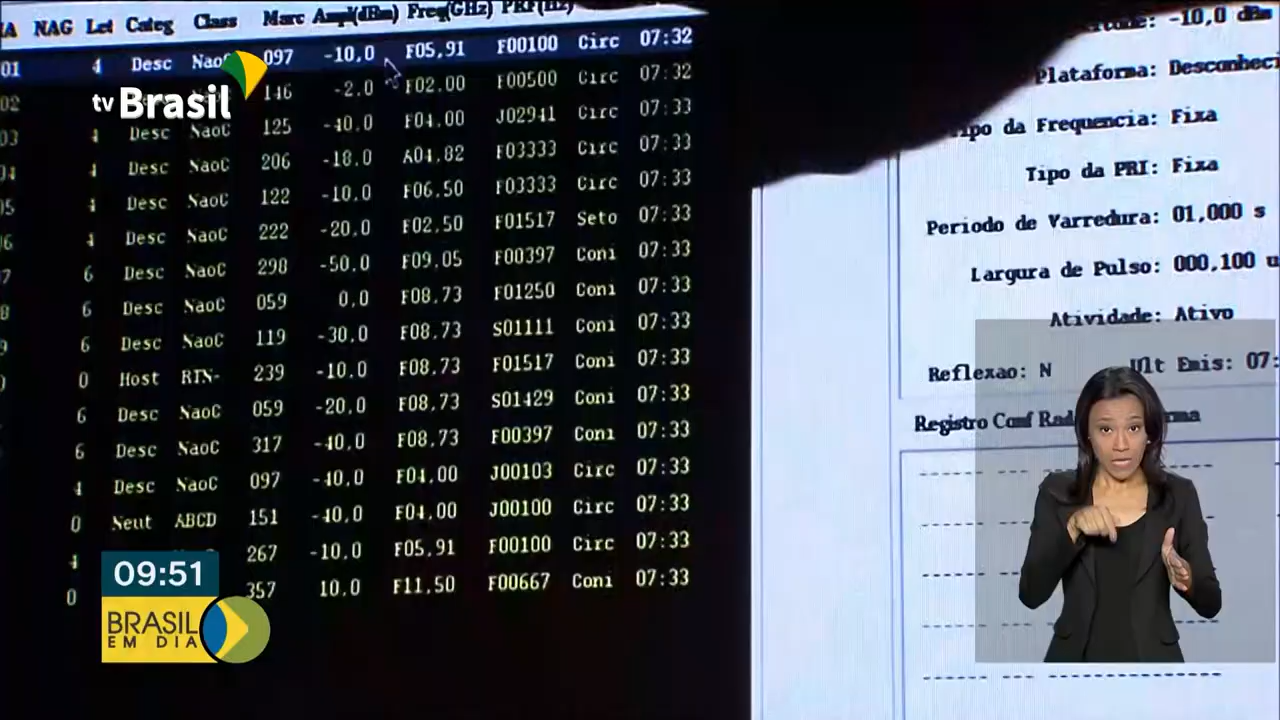 NAG Let Categ Class Marc Ampl(dBm) Freq(GHz) PRF(Hz)
01 4 Desc NaoC 097 -10,0 F05,91 F00100 Circ 07:32
02 146 -2.0 F02.00 F00500 Circ 07:32
03 4 Desc NaoC 125 -40.0 F04.00 J02941 Circ 07:33
04 4 Desc NaoC 206 -18.0 A04.82 F03333 Circ 07:33
05 4 Desc NaoC 122 -10.0 F06.50 F03333 Circ 07:33
06 4 Desc NaoC 222 -20.0 F02.50 F01517 Seto 07:33
6 Desc NaoC 298 -50.0 F09.05 F00397 Coni 07:33
6 Desc NaoC 059 0,0 F08.73 F01250 Coni 07:33
6 Desc NaoC 119 -30.0 F08.73 S01111 Coni 07:33
0 Host RTN- 239 -10.0 F08.73 F01517 Coni 07:33
6 Desc NaoC 059 -20.0 F08.73 S01429 Coni 07:33
6 Desc NaoC 317 -40.0 F08.73 F00397 Coni 07:33
4 Desc NaoC 097 -40.0 F04.00 J00103 Circ 07:33
0 Neut ABCD 151 -40.0 F04.00 J00100 Circ 07:33
4 267 -10.0 F05.91 F00100 Circ 07:33
0 357 10.0 F11.50 F00667 Coni 07:33
-10,0 dBm
Plataforma: Desconheci
Tipo da Frequencia: Fixa
Tipo da PRI: Fixa
Periodo de Varredura: 01,000 s
Largura de Pulso: 000,100 u
Atividade: Ativo
Reflexao: N Ult Emis: 07:
Registro Conf Rad
tv Brasil
09:51
BRASIL
EM DIA